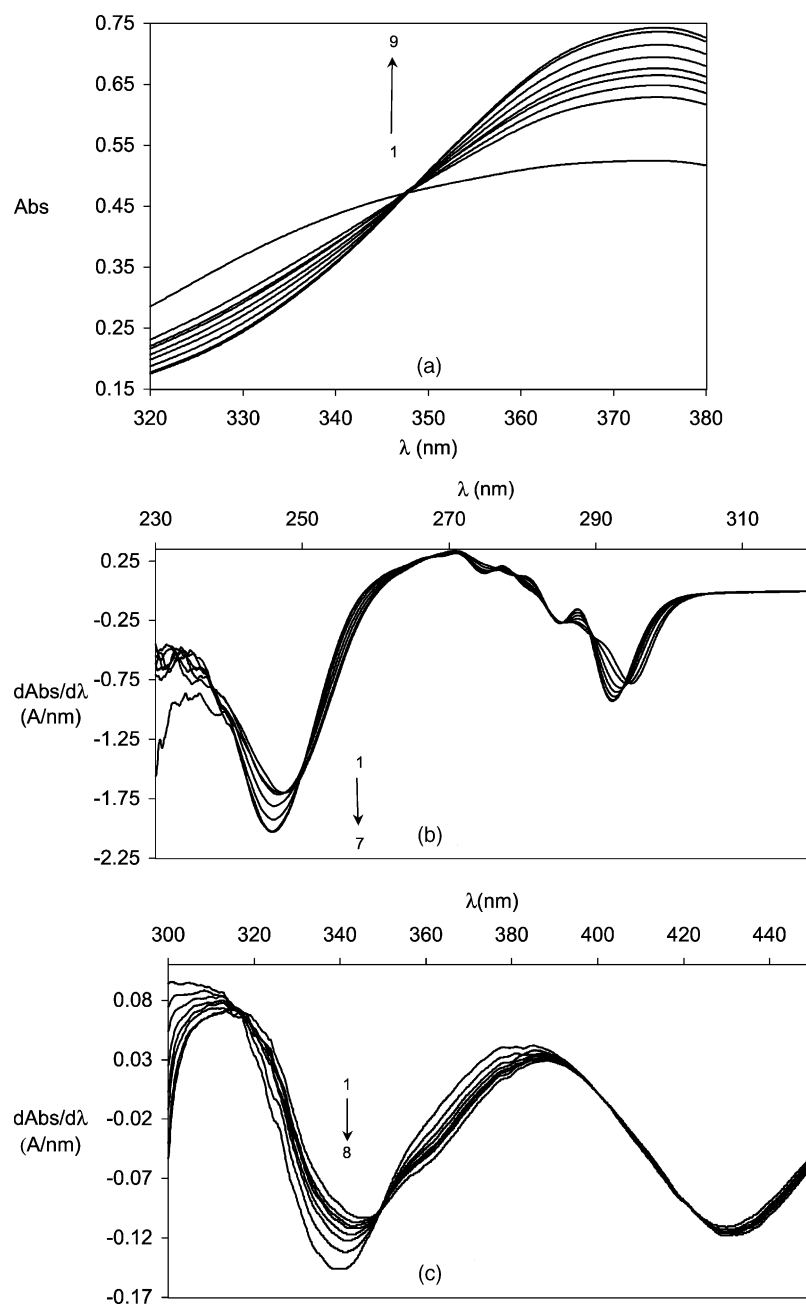 0.75
0.65
0.55
0.45
0.35
0.25
0.15
Abs
9
1
(a)
320 330 340 350 360 370 380
λ (nm)
λ (nm)
230 250 270 290 310
0.25
-0.25
-0.75
-1.25
-1.75
-2.25
dAbs/dλ
(A/nm)
1
7
(b)
λ(nm)
300 320 340 360 380 400 420 440
0.08
0.03
-0.02
-0.07
-0.12
-0.17
dAbs/dλ
(A/nm)
1
8
(c)